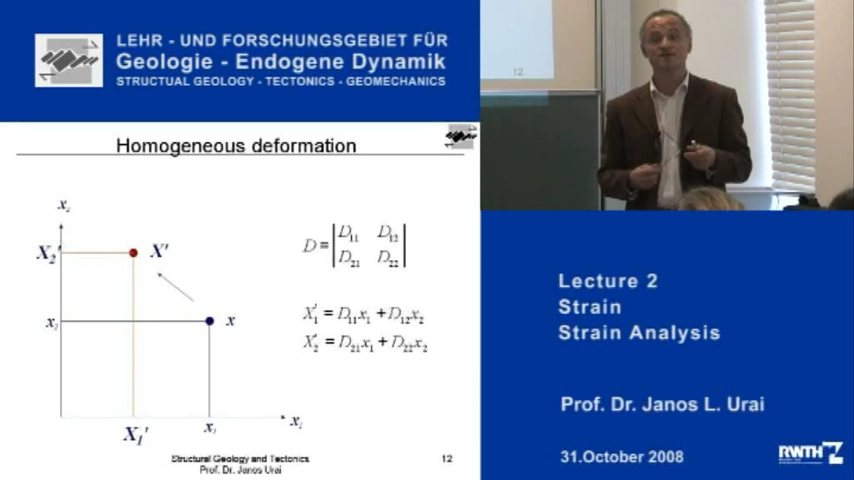 LEHR - UND FORSCHUNGSGEBIET FÜR
Geologie - Endogene Dynamik
STRUCTUAL GEOLOGY - TECTONICS - GEOMECHANICS
Homogeneous deformation
x₂
X₂'
X'
x₂
x
X₁'
x₁
x₁
D = | D₁₁ D₁₂ |
| D₂₁ D₂₂ |
X₁' = D₁₁x₁ + D₁₂x₂
X₂' = D₂₁x₁ + D₂₂x₂
Structural Geology and Tectonics
Prof. Dr. Janos Urai
12
12
Lecture 2
Strain
Strain Analysis
Prof. Dr. Janos L. Urai
31.October 2008
RWTH